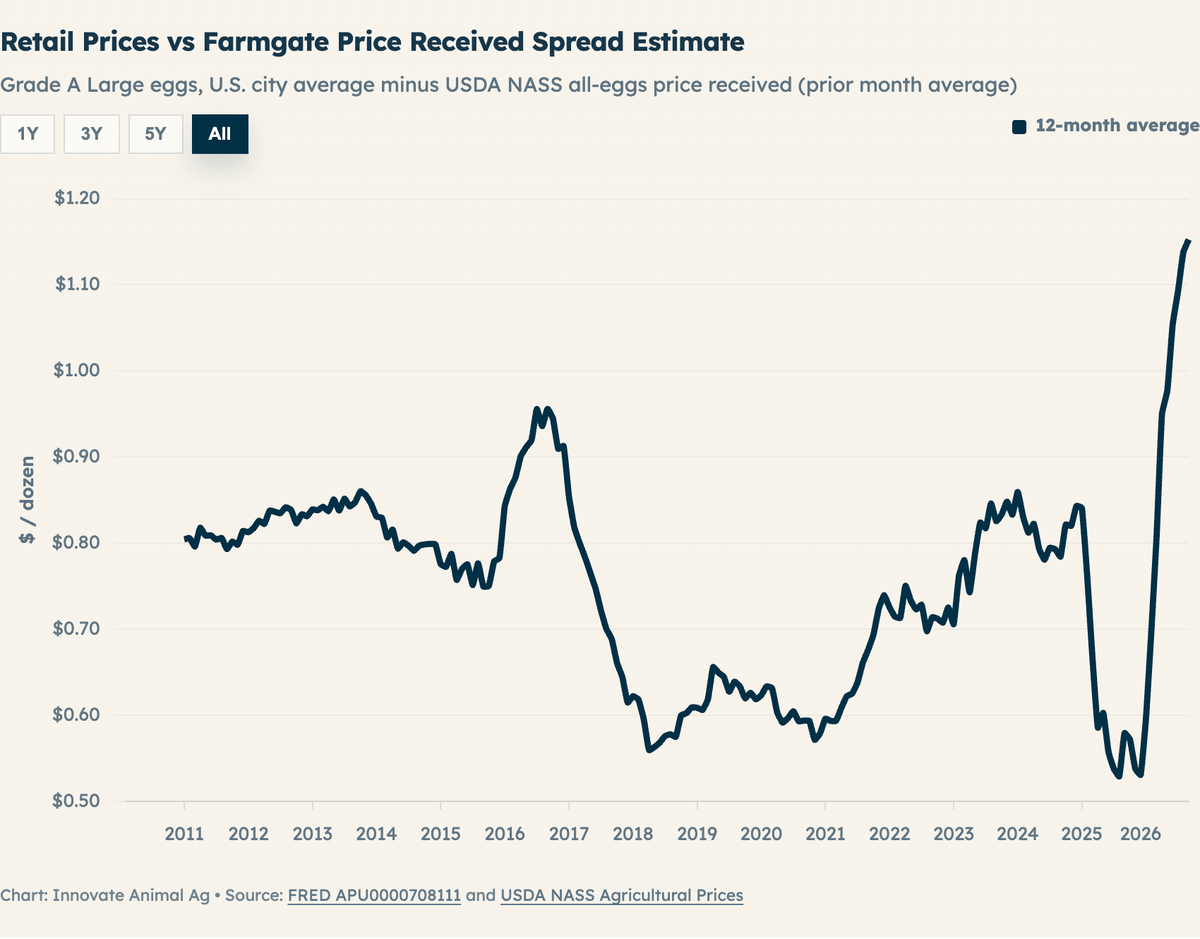 Retail Prices vs Farmgate Price Received Spread Estimate
Grade A Large eggs, U.S. city average minus USDA NASS all-eggs price received (prior month average)
1Y 3Y 5Y All
12-month average
$1.20
$1.10
$1.00
$0.90
$0.80
$0.70
$0.60
$0.50
$ / dozen
2011 2012 2013 2014 2015 2016 2017 2018 2019 2020 2021 2022 2023 2024 2025 2026
Chart: Innovate Animal Ag • Source: FRED APU0000708111 and USDA NASS Agricultural Prices